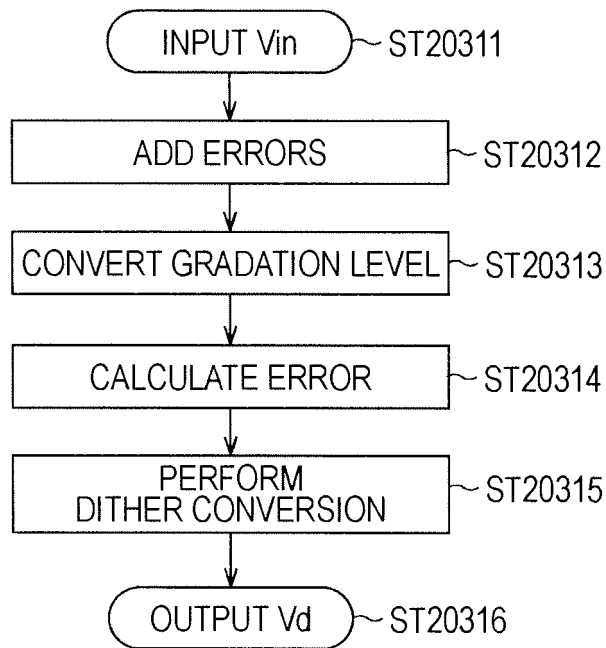 INPUT Vin ST20311
ADD ERRORS ST20312
CONVERT GRADATION LEVEL ST20313
CALCULATE ERROR ST20314
PERFORM
DITHER CONVERSION ST20315
OUTPUT Vd ST20316